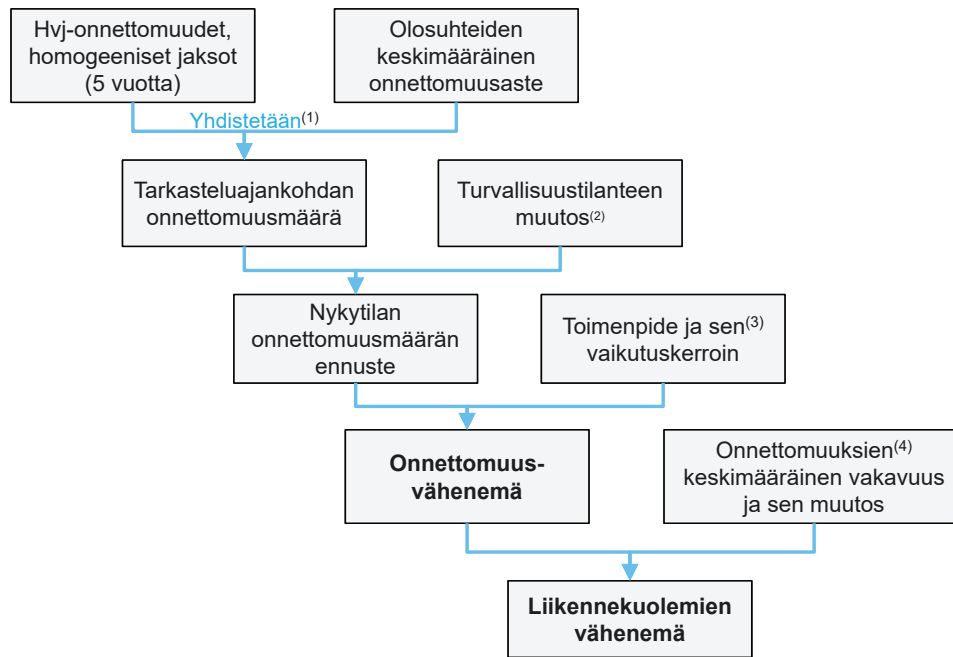 Hvj-onnettomuudet,
homogeeniset jaksot
(5 vuotta)
Olosuhteiden
keskimääräinen
onnettomuusaste
Yhdistetään(1)
Tarkasteluajankohdan
onnettomuusmäärä
Turvallisuustilanteen
muutos(2)
Nykytilan
onnettomuusmäärän
ennuste
Toimenpide ja sen(3)
vaikutuskerroin
Onnettomuus-
vähenemä
Onnettomuuksien(4)
keskimääräinen vakavuus
ja sen muutos
Liikennekuolemien
vähenemä